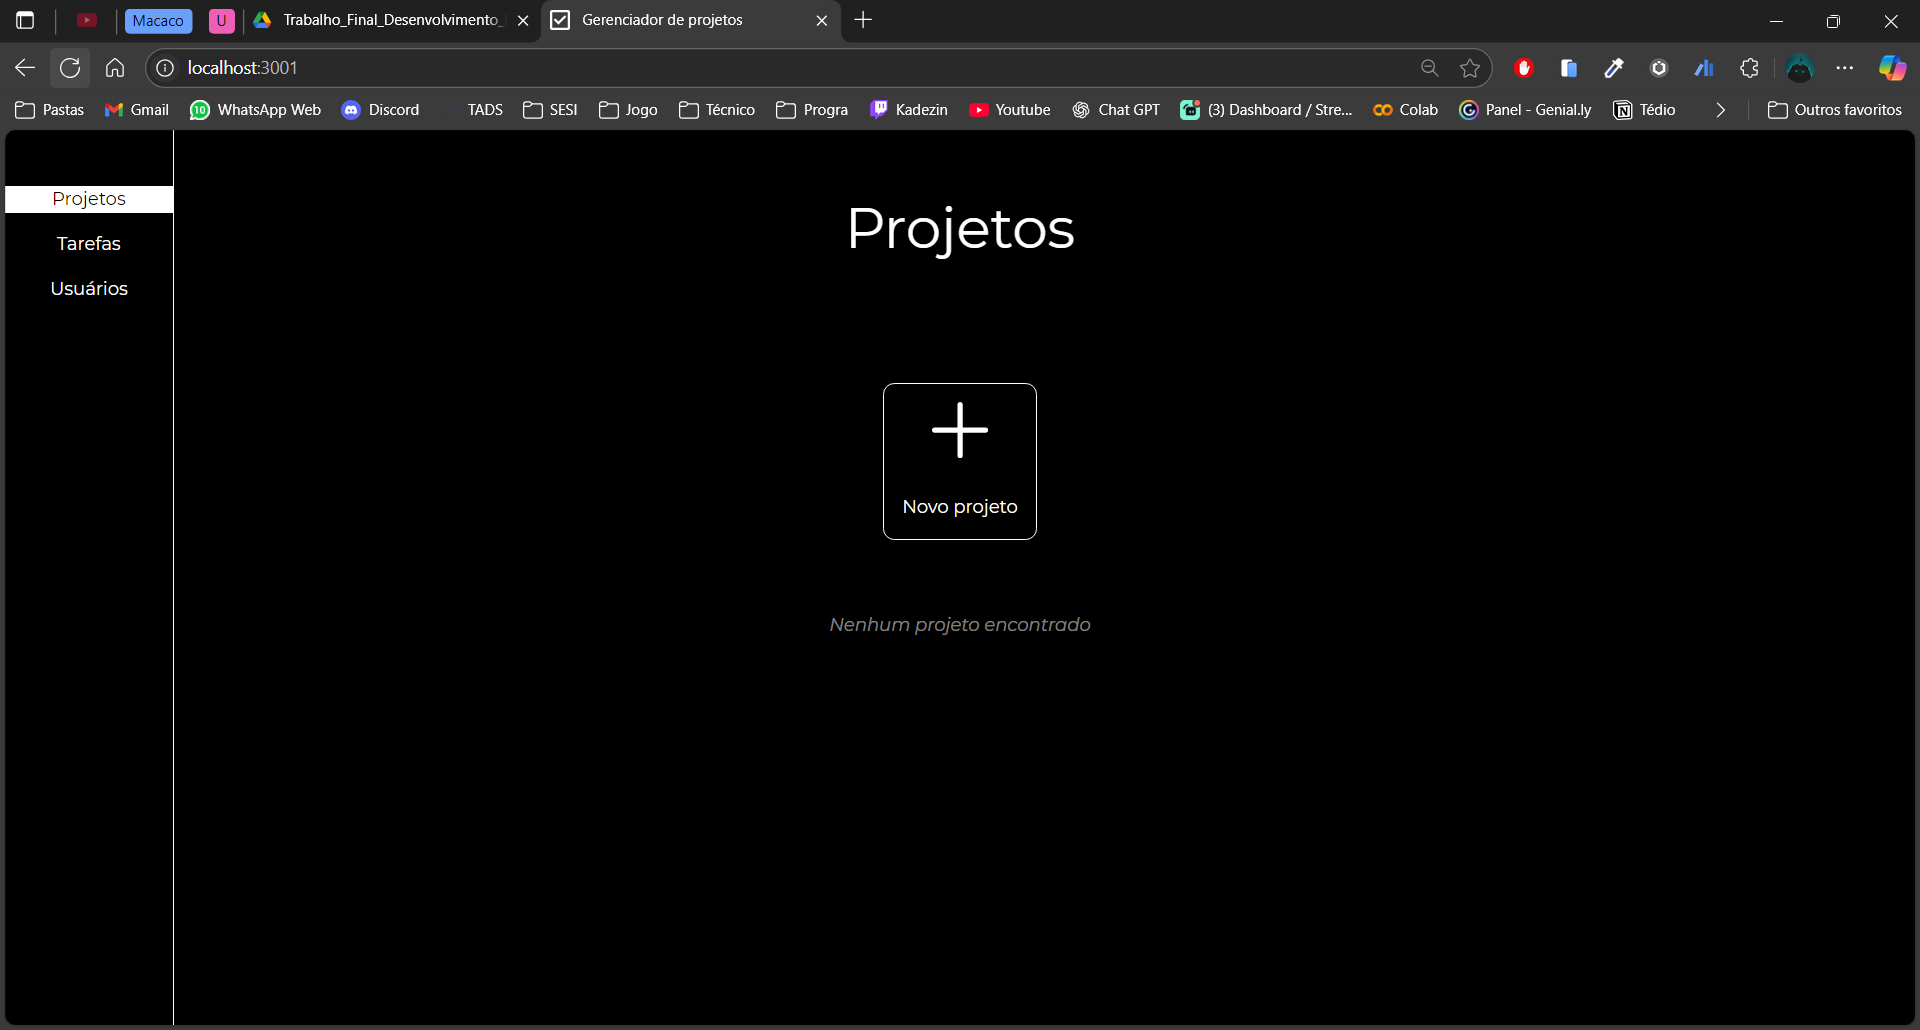 Macaco U Trabalho_Final_Desenvolvimento_ Gerenciador de projetos
localhost:3001
Pastas Gmail 10 WhatsApp Web Discord TADS SESI Jogo Técnico Progra Kadezin Youtube Chat GPT (3) Dashboard / Stre... Colab Panel - Genial.ly Tédio Outros favoritos
Projetos
Tarefas
Usuários
Projetos
Novo projeto
Nenhum projeto encontrado